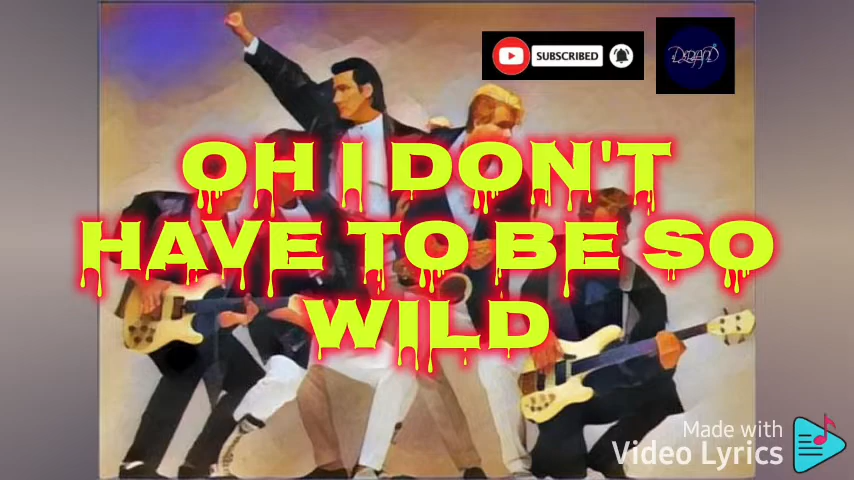 SUBSCRIBED
OH I DON'T
HAVE TO BE SO
WILD
Made with
Video Lyrics